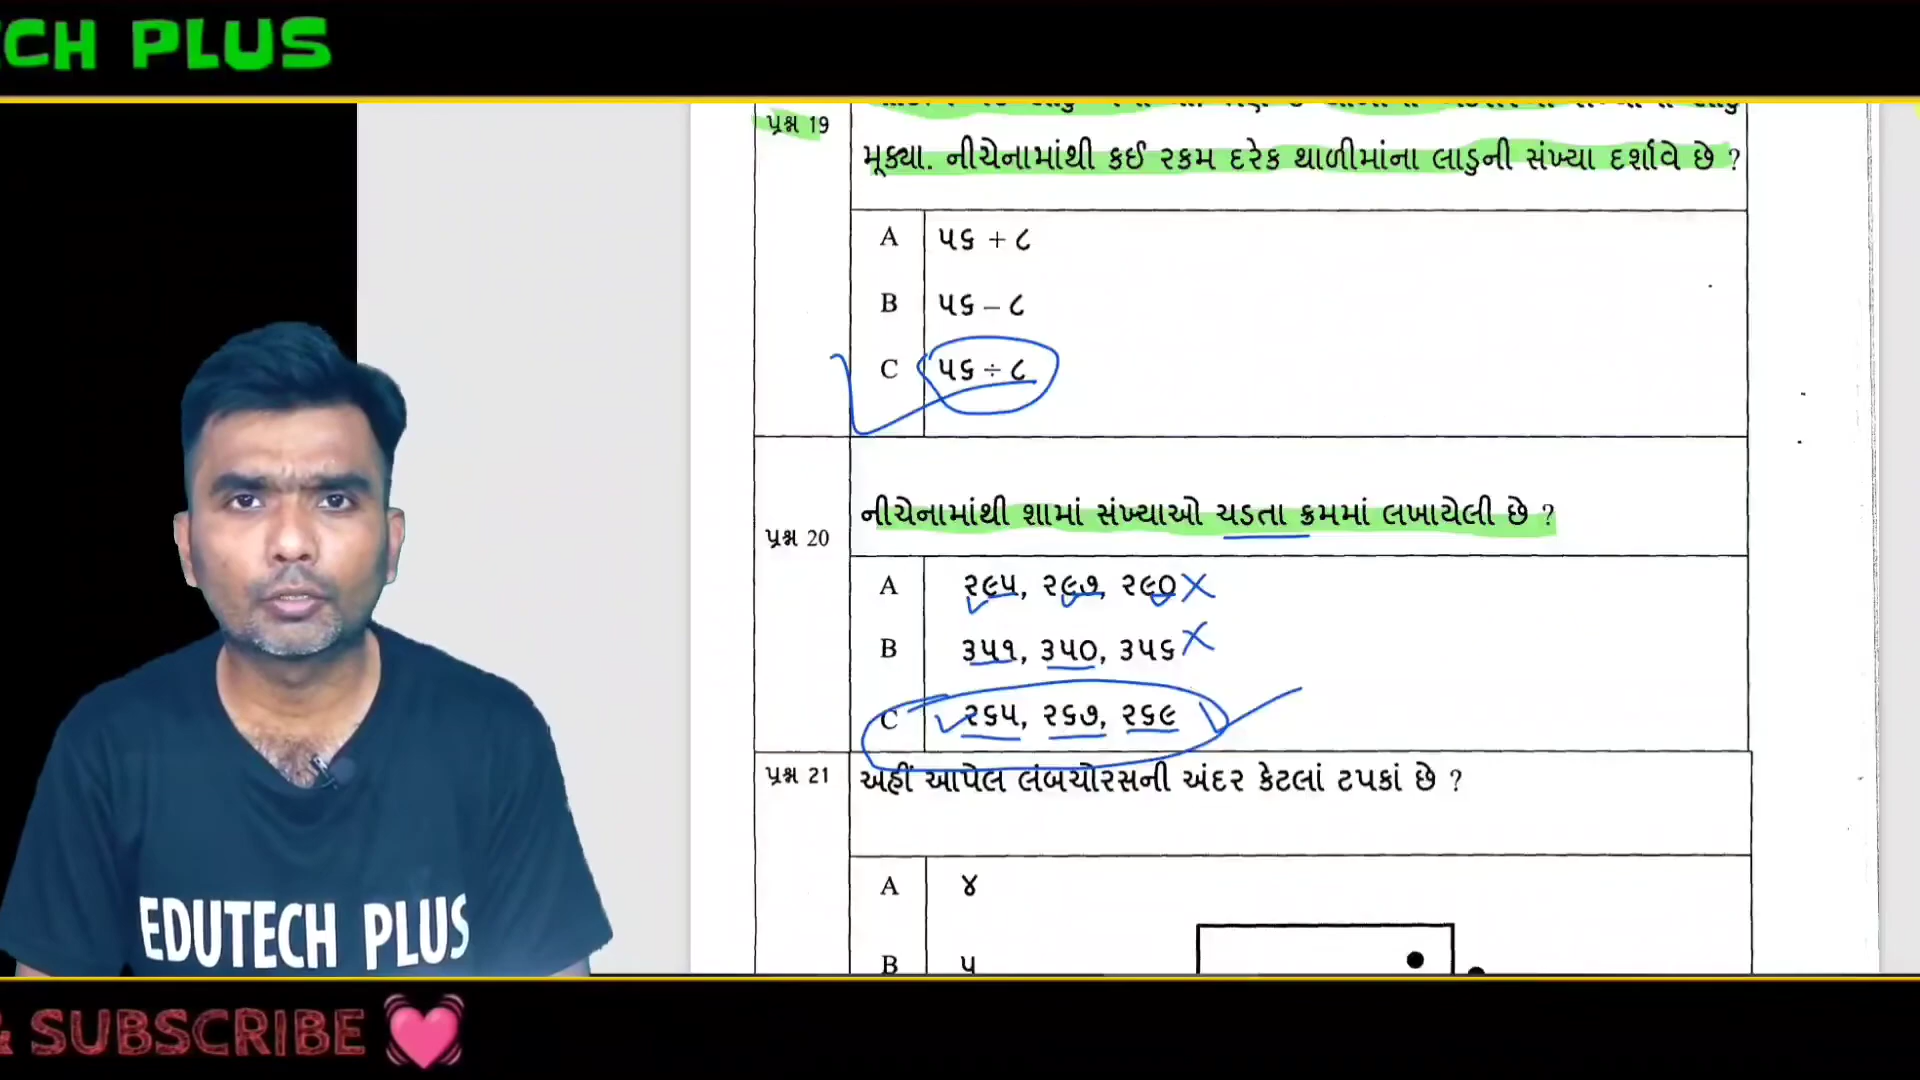 CH PLUS
પ્રશ્ન 19
મૂક્યા. નીચેનામાંથી કઈ રકમ દરેક થાળીમાંના લાડુની સંખ્યા દર્શાવે છે ?
A ૫૬ + ૮
B ૫૬ – ૮
C ૫૬ ÷ ૮
પ્રશ્ન 20
નીચેનામાંથી શામાં સંખ્યાઓ ચડતા ક્રમમાં લખાયેલી છે ?
A ૨૯૫, ૨૯૭, ૨૯૦
B ૩૫૧, ૩૫૦, ૩૫૬
C ૨૬૫, ૨૬૭, ૨૬૯
પ્રશ્ન 21
અહીં આપેલ લંબચોરસની અંદર કેટલાં ટપકાં છે ?
A ૪
B ૫
EDUTECH PLUS
& SUBSCRIBE